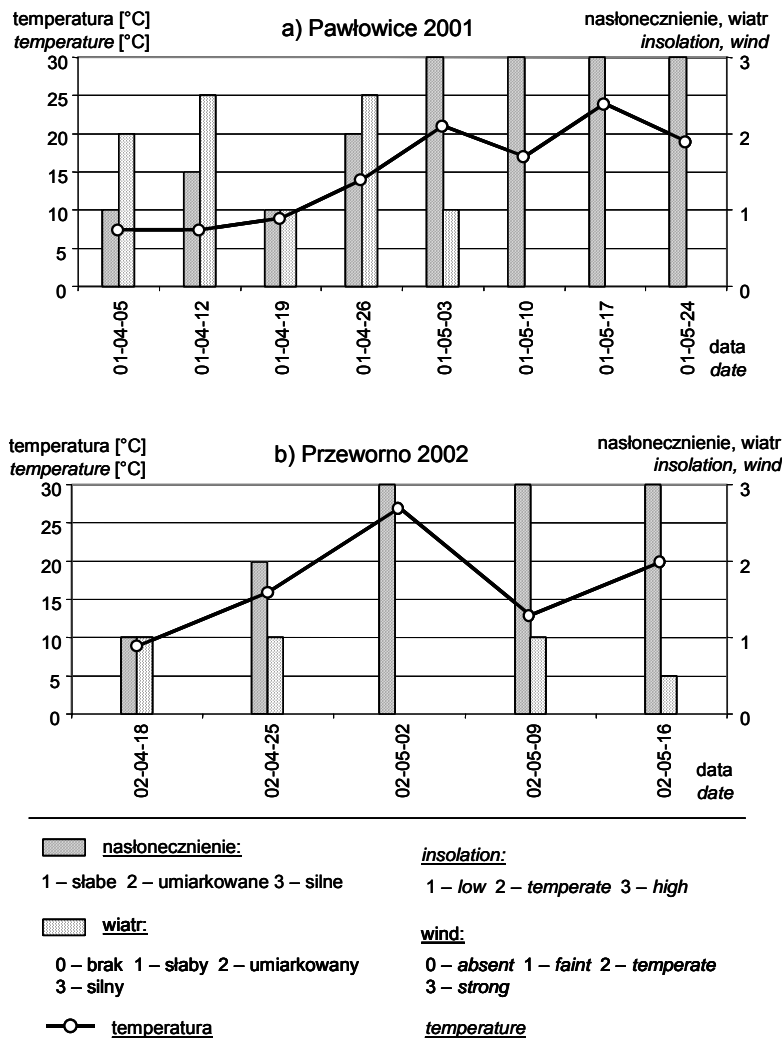 temperatura [°C]
temperature [°C]
a) Pawłowice 2001
nasłonecznienie, wiatr
insolation, wind
30
25
20
15
10
5
0
3
2
1
0
01-04-05
01-04-12
01-04-19
01-04-26
01-05-03
01-05-10
01-05-17
01-05-24
data
date
temperatura [°C]
temperature [°C]
b) Przeworno 2002
nasłonecznienie, wiatr
insolation, wind
30
25
20
15
10
5
0
3
2
1
0
02-04-18
02-04-25
02-05-02
02-05-09
02-05-16
data
date
nasłonecznienie:
1 – słabe 2 – umiarkowane 3 – silne
insolation:
1 – low 2 – temperate 3 – high
wiatr:
0 – brak 1 – słaby 2 – umiarkowany
3 – silny
wind:
0 – absent 1 – faint 2 – temperate
3 – strong
temperatura
temperature